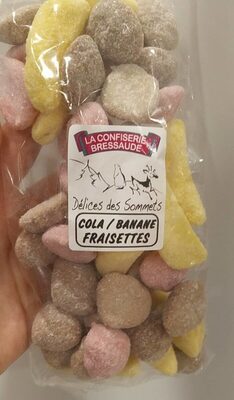 LA CONFISERIE
BRESSAUDE
Délices des Sommets
COLA / BANANE
FRAISETTES